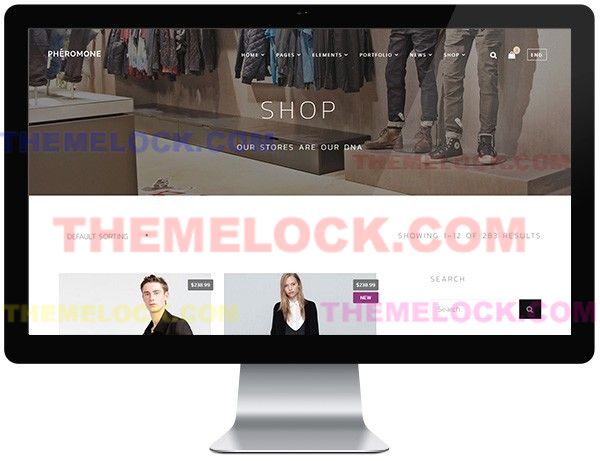 PHĒROMONE
HOME PAGES ELEMENTS PORTFOLIO NEWS SHOP ENG
SHOP
OUR STORES ARE OUR DNA
THEMELOCK.COM
THEMELOCK.COM
THEMELOCK.COM
DEFAULT SORTING
SHOWING 1–12 OF 283 RESULTS
SEARCH
$238.99
$238.99
NEW
Search...
THEMELOCK.COM
THEMELOCK.COM